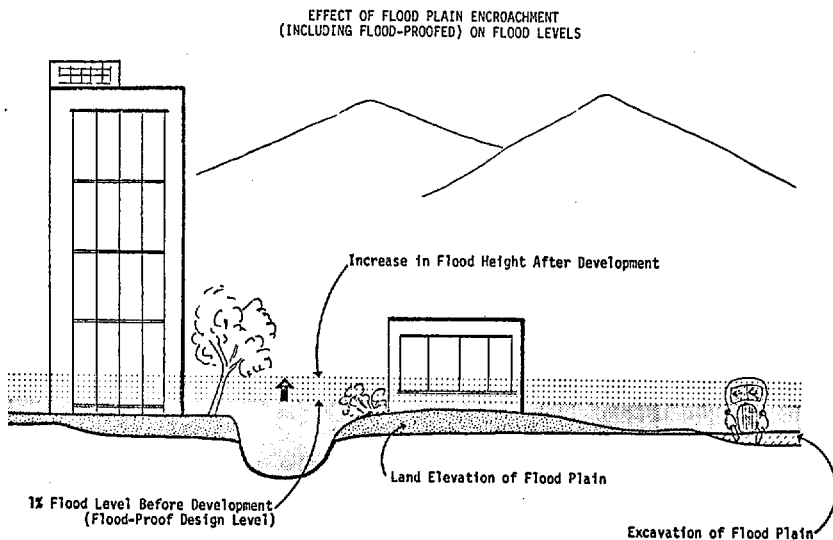 EFFECT OF FLOOD PLAIN ENCROACHMENT
(INCLUDING FLOOD-PROOFED) ON FLOOD LEVELS
Increase in Flood Height After Development
Land Elevation of Flood Plain
1% Flood Level Before Development
(Flood-Proof Design Level)
Excavation of Flood Plain